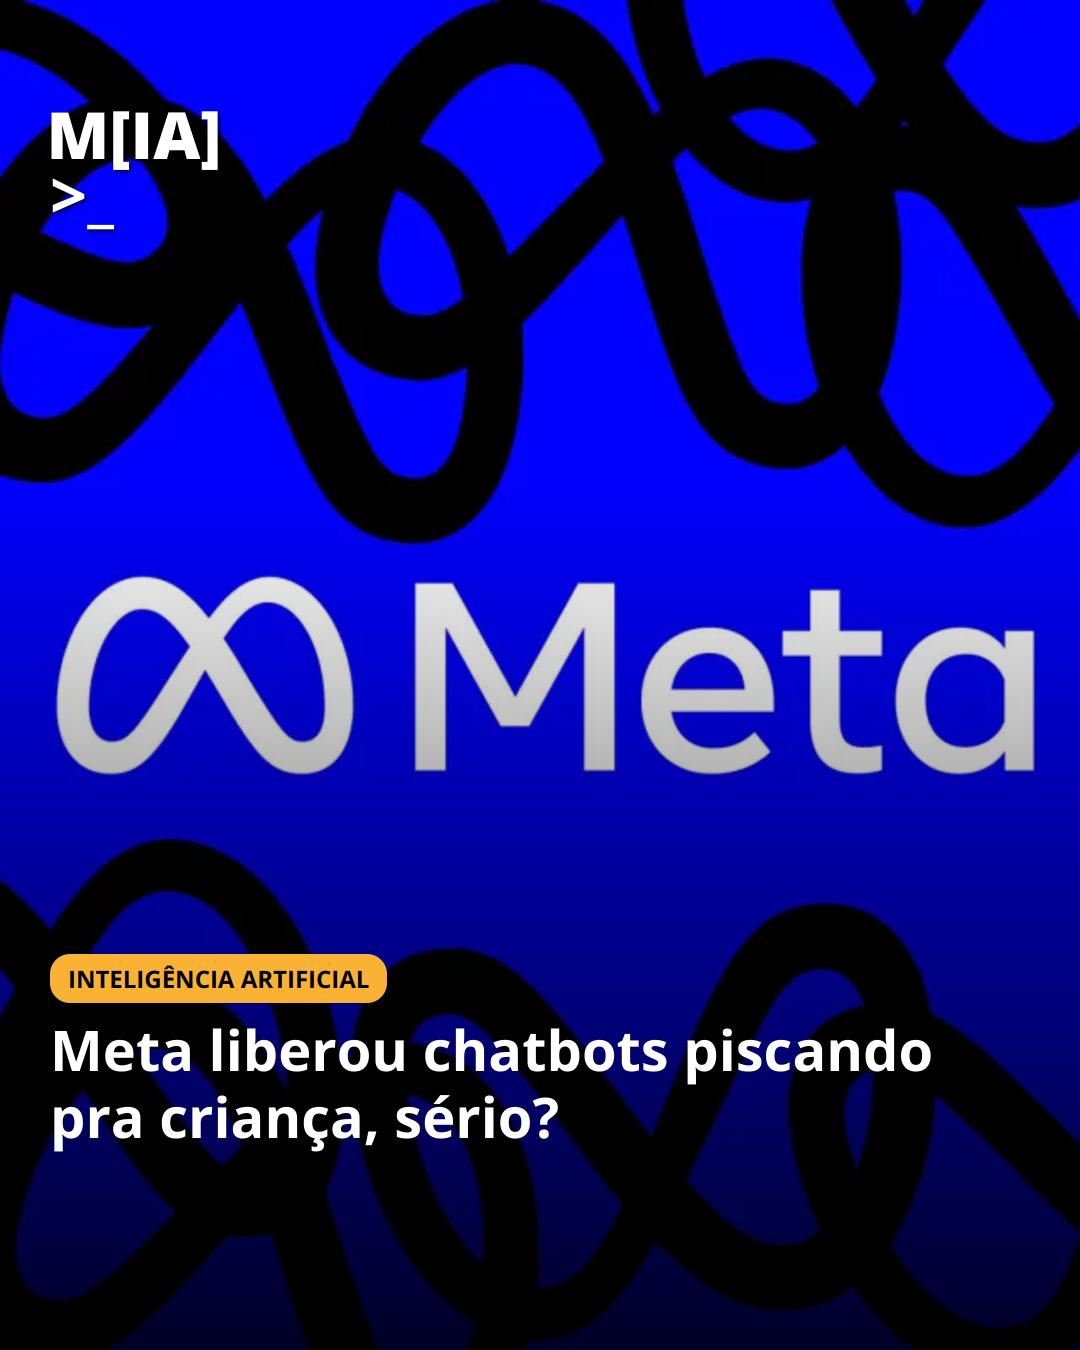 M[IA]
>_
Meta
INTELIGÊNCIA ARTIFICIAL
Meta liberou chatbots piscando
pra criança, sério?